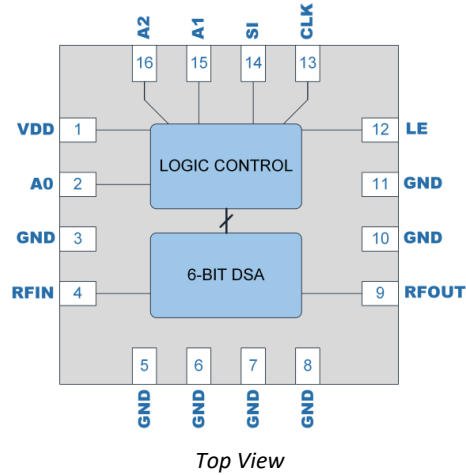 A2 A1 SI CLK
16 15 14 13
VDD 1 12 LE
LOGIC CONTROL
A0 2 11 GND
GND 3 10 GND
6-BIT DSA
RFIN 4 9 RFOUT
5 6 7 8
GND GND GND GND
Top View